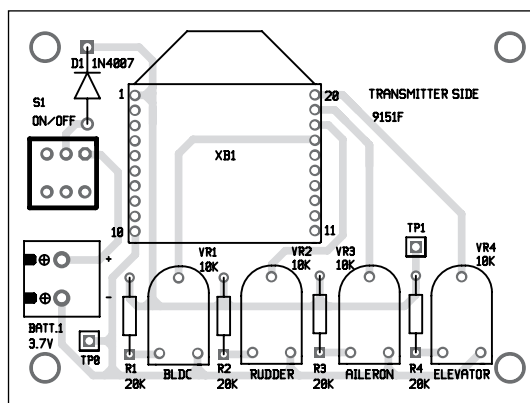 D1 1N4007
1
20
TRANSMITTER SIDE
9151F
S1
ON/OFF
XB1
10
11
TP1
+
-
VR1
10K
VR2
10K
VR3
10K
VR4
10K
BATT.1
3.7V
TP0
R1
20K
BLDC
R2
20K
RUDDER
R3
20K
AILERON
R4
20K
ELEVATOR